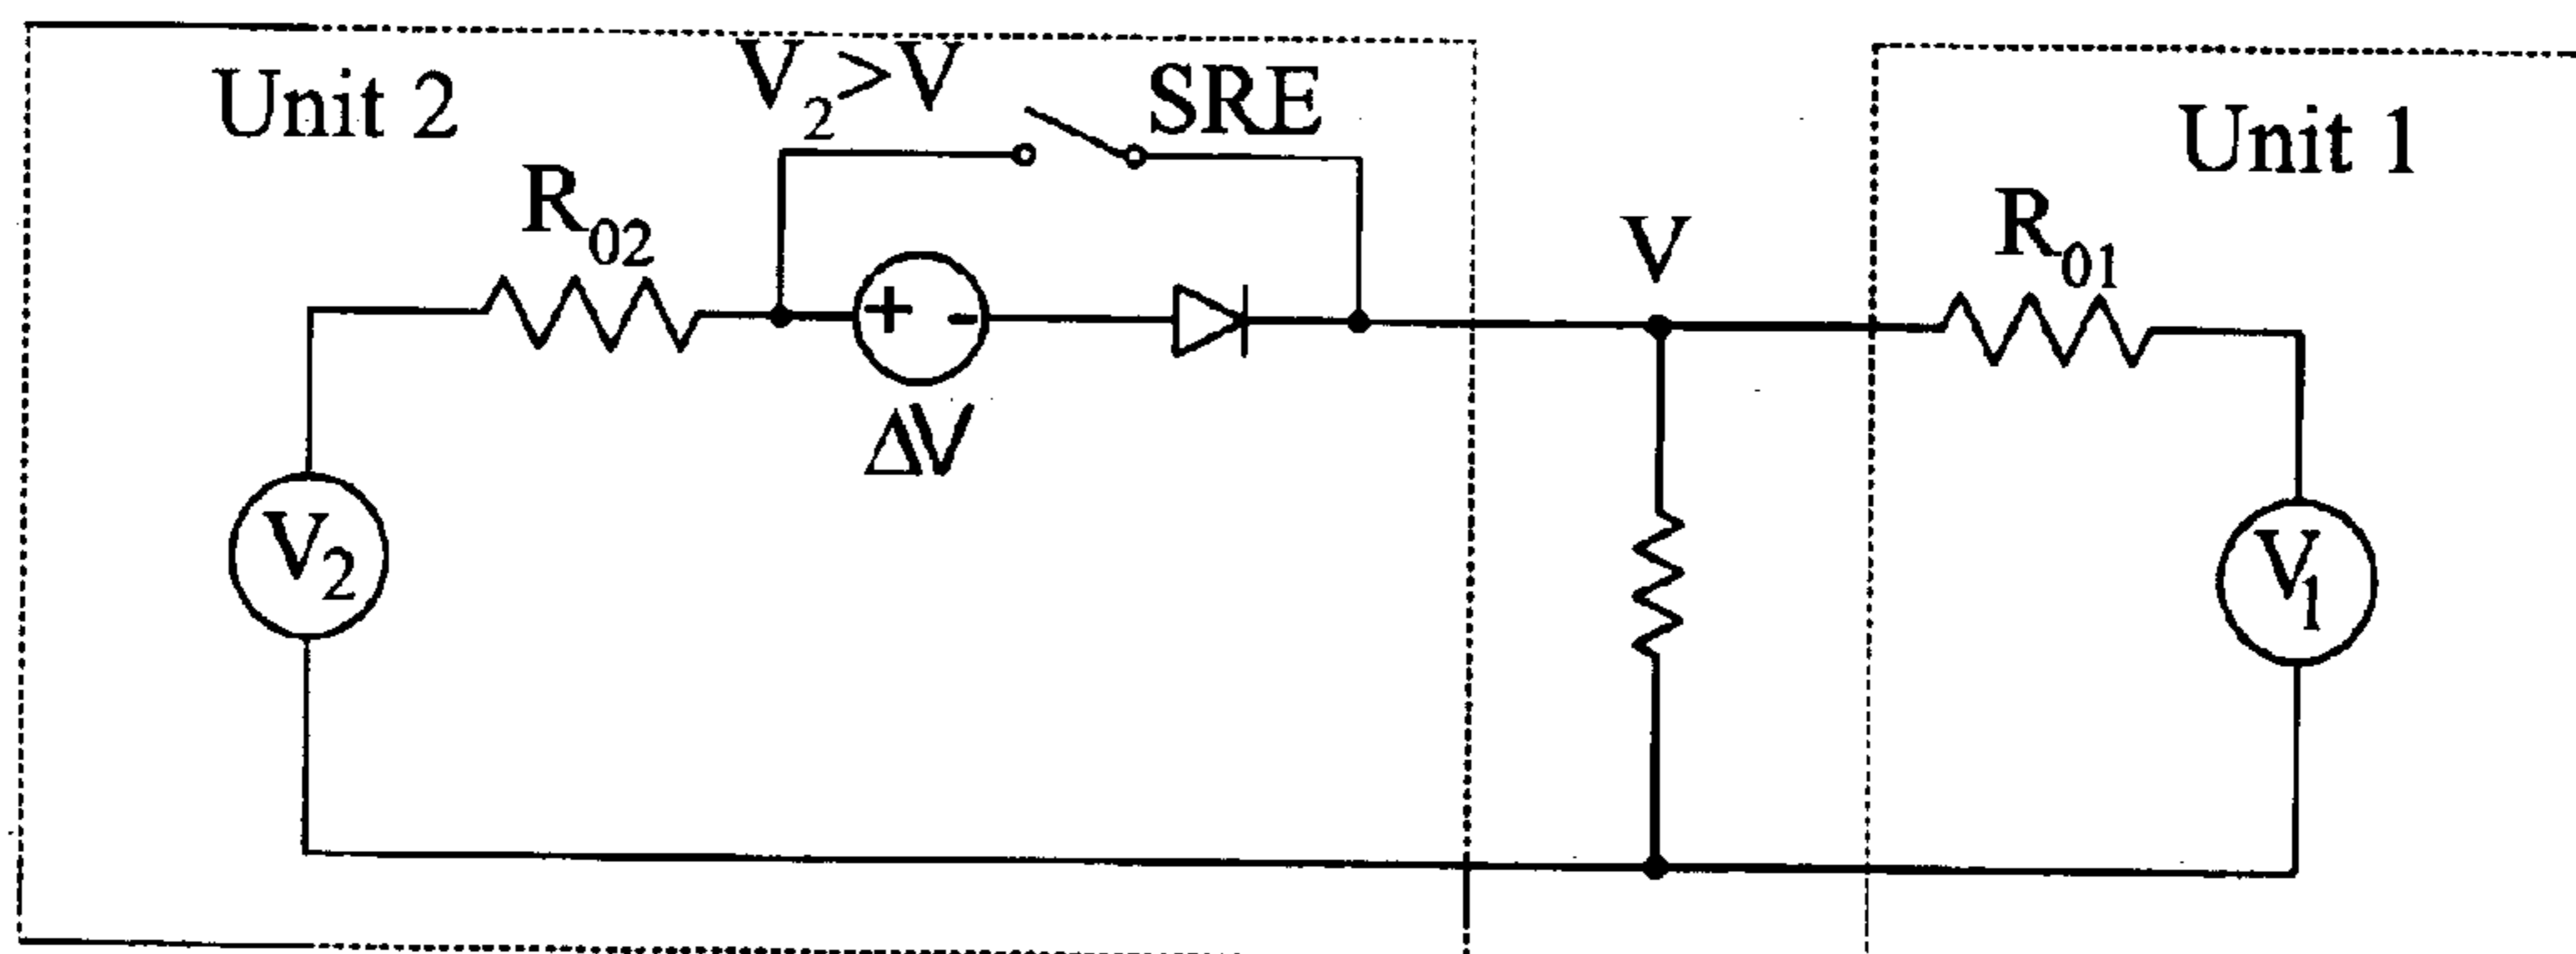 Unit 2
V₂>V
SRE
Unit 1
R₀₂
V
R₀₁
+ -
ΔV
V₂
V₁